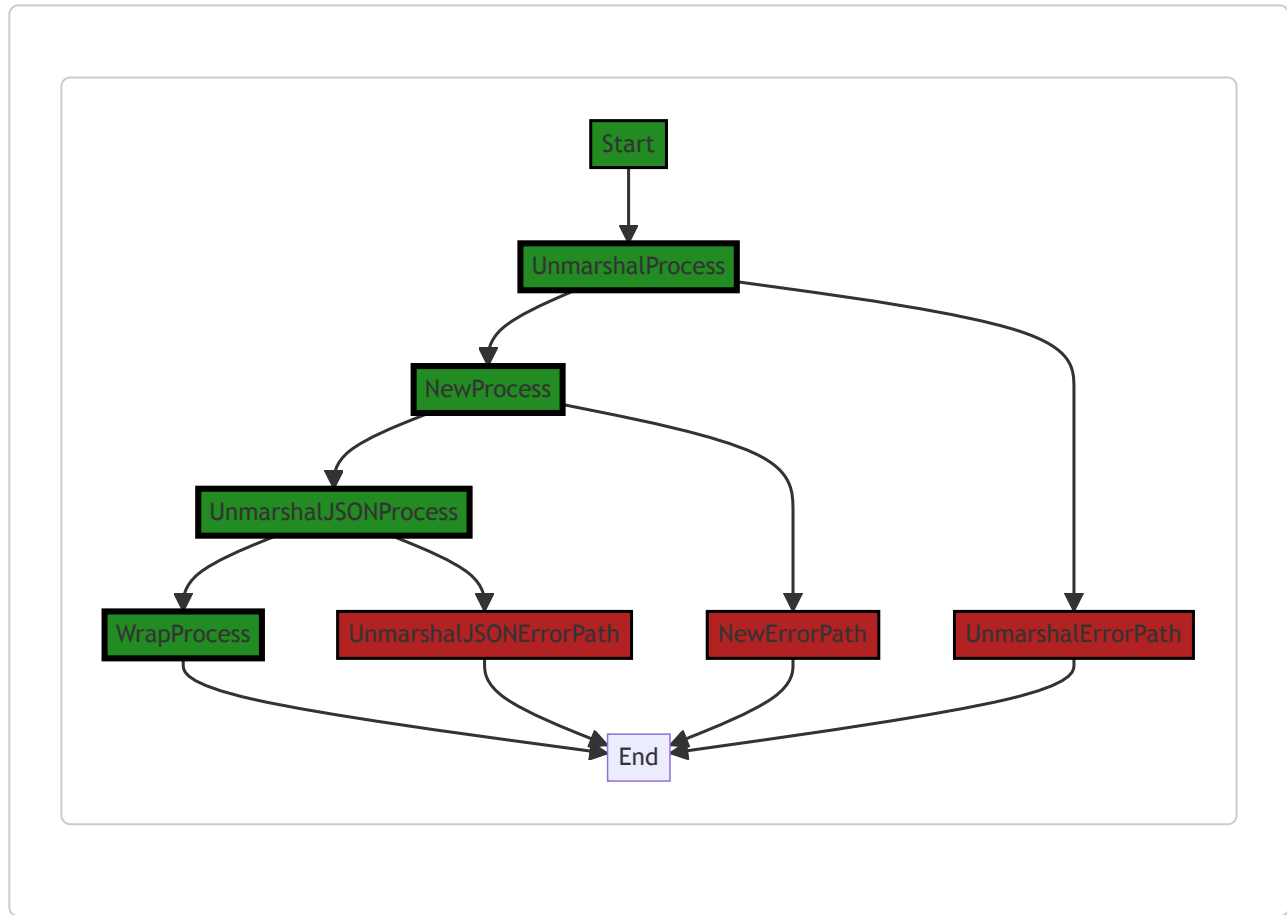 Start
UnmarshalProcess
NewProcess
UnmarshalJSONProcess
WrapProcess
UnmarshalJSONErrorPath
NewErrorPath
UnmarshalErrorPath
End